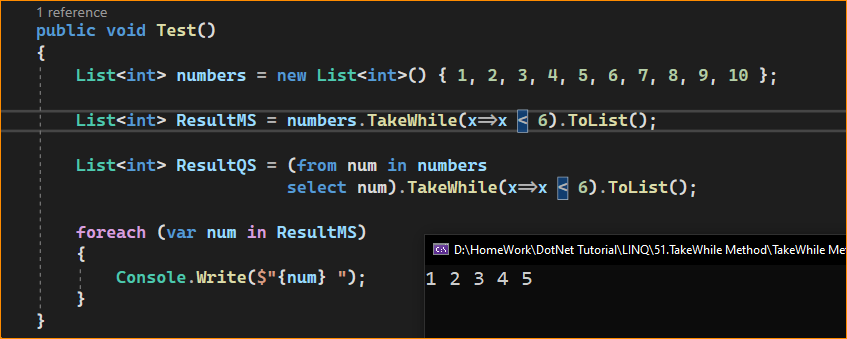 1 reference
public void Test()
{
List<int> numbers = new List<int>() { 1, 2, 3, 4, 5, 6, 7, 8, 9, 10 };
List<int> ResultMS = numbers.TakeWhile(x=>x < 6).ToList();
List<int> ResultQS = (from num in numbers
select num).TakeWhile(x=>x < 6).ToList();
foreach (var num in ResultMS)
{
Console.Write($"{num} ");
}
}
D:\HomeWork\DotNet Tutorial\LINQ\51.TakeWhile Method\TakeWhile Me
1 2 3 4 5